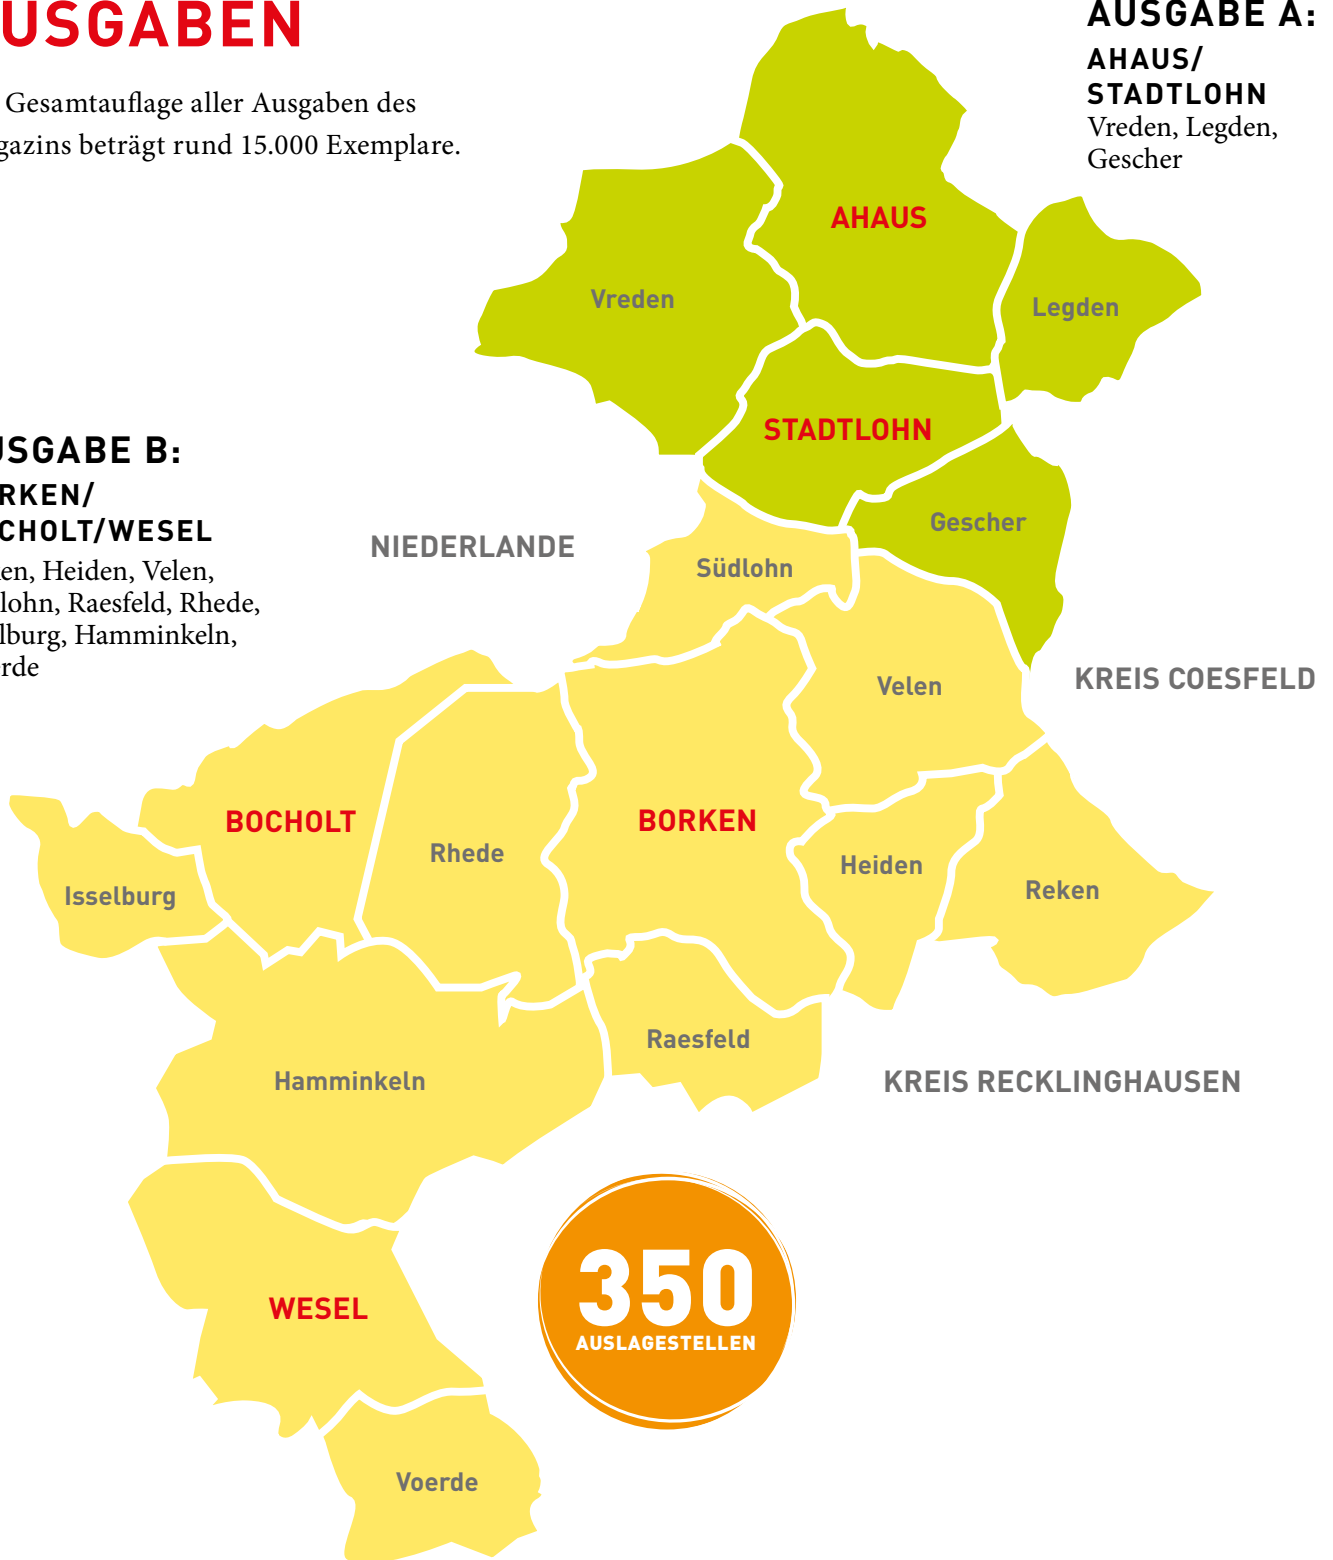 USGABEN
Gesamtauflage aller Ausgaben des
gazins beträgt rund 15.000 Exemplare.
AUSGABE A:
AHAUS/
STADTLOHN
Vreden, Legden,
Gescher
AHAUS
Vreden
Legden
STADTLOHN
Gescher
USGABE B:
RKEN/
CHOLT/WESEL
en, Heiden, Velen,
lohn, Raesfeld, Rhede,
lburg, Hamminkeln,
rde
NIEDERLANDE
Südlohn
Velen
KREIS COESFELD
BOCHOLT
BORKEN
Rhede
Heiden
Isselburg
Reken
Raesfeld
Hamminkeln
KREIS RECKLINGHAUSEN
350
AUSLAGESTELLEN
WESEL
Voerde